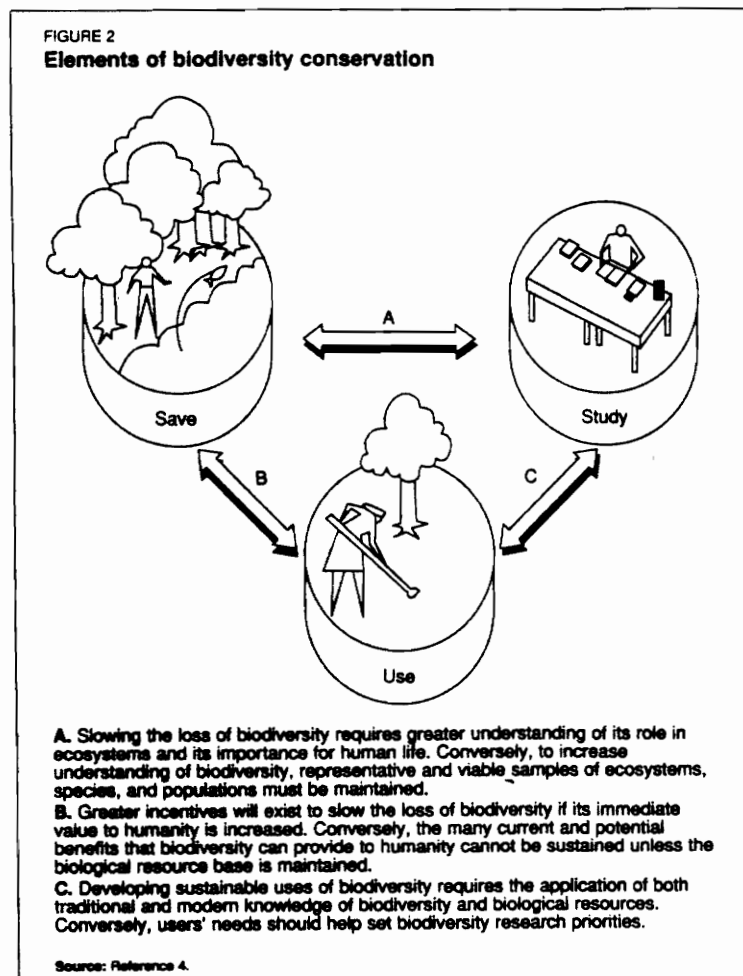 FIGURE 2
Elements of biodiversity conservation
A
Save
Study
B
C
Use
A. Slowing the loss of biodiversity requires greater understanding of its role in
ecosystems and its importance for human life. Conversely, to increase
understanding of biodiversity, representative and viable samples of ecosystems,
species, and populations must be maintained.
B. Greater incentives will exist to slow the loss of biodiversity if its immediate
value to humanity is increased. Conversely, the many current and potential
benefits that biodiversity can provide to humanity cannot be sustained unless the
biological resource base is maintained.
C. Developing sustainable uses of biodiversity requires the application of both
traditional and modern knowledge of biodiversity and biological resources.
Conversely, users' needs should help set biodiversity research priorities.
Source: Reference 4.